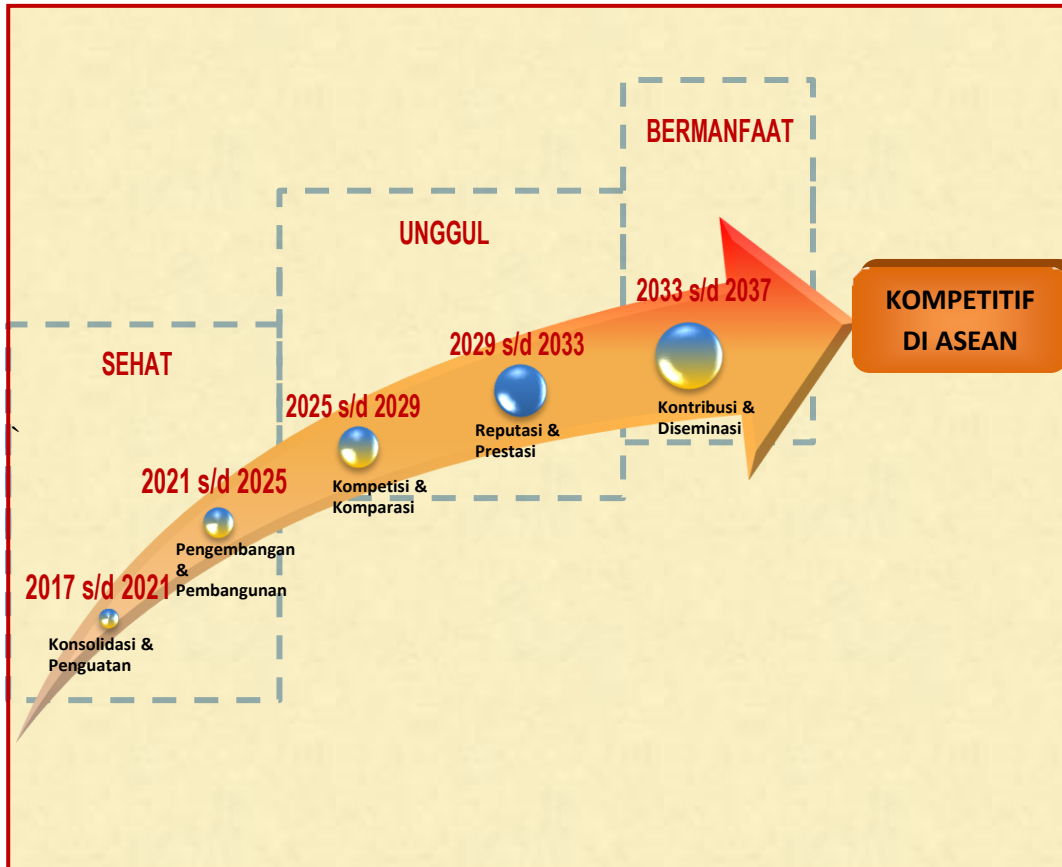 BERMANFAAT
UNGGUL
SEHAT
KOMPETITIF
DI ASEAN
2033 s/d 2037
Kontribusi &
Diseminasi
2029 s/d 2033
Reputasi &
Prestasi
2025 s/d 2029
Kompetisi &
Komparasi
`
2021 s/d 2025
Pengembangan
&
Pembangunan
2017 s/d 2021
Konsolidasi &
Penguatan